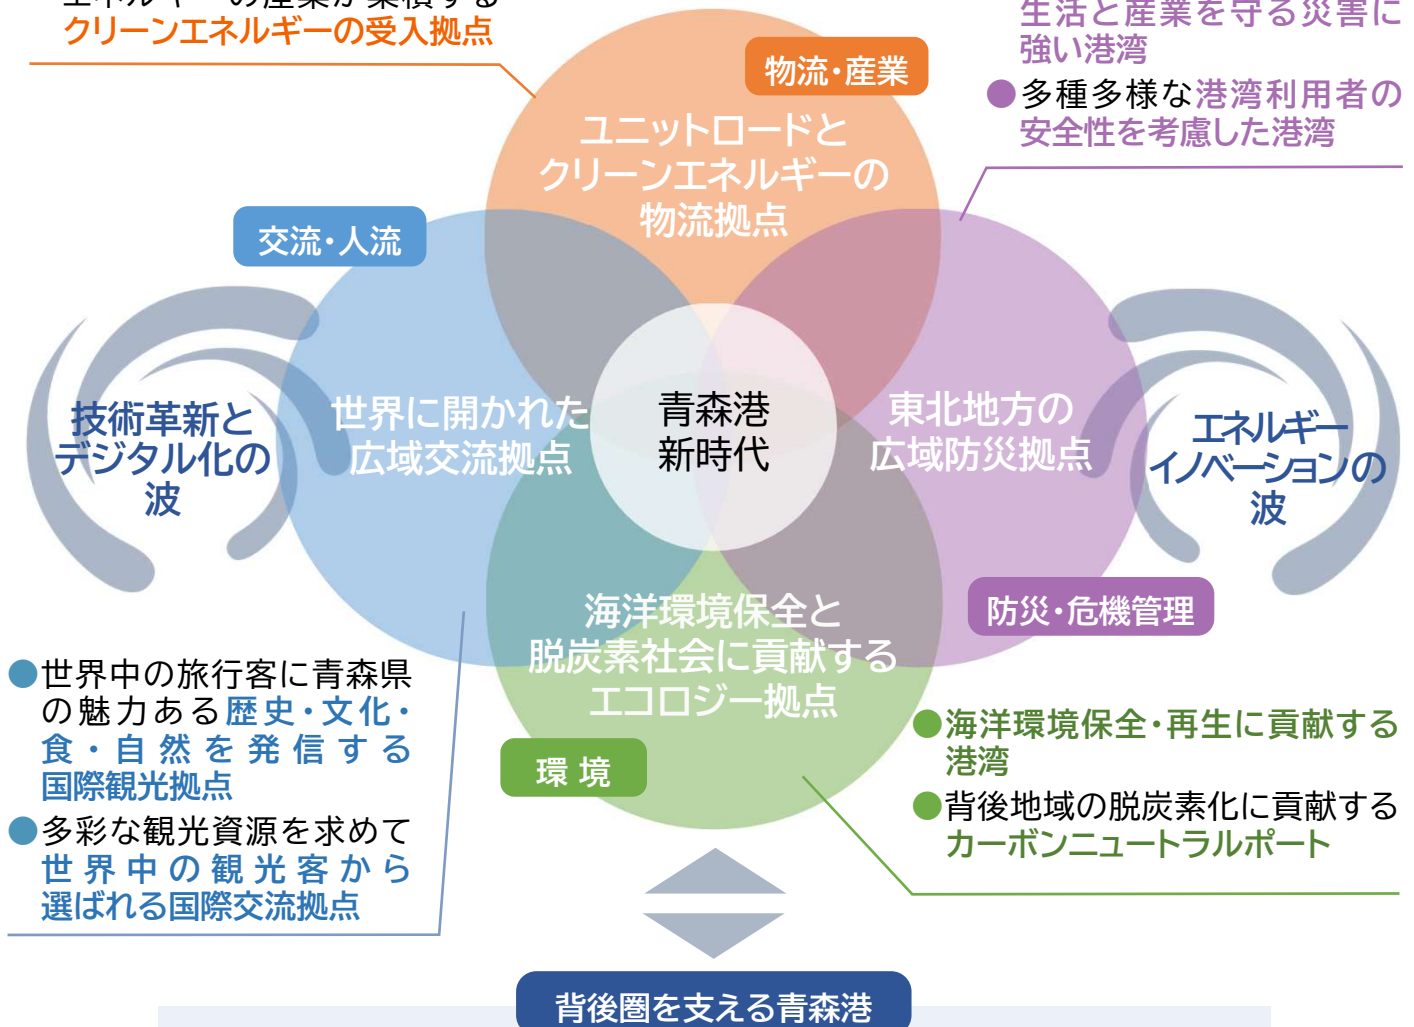 エネルギーの産業が集積する
クリーンエネルギーの受入拠点
生活と産業を守る災害に
強い港湾
●多種多様な港湾利用者の
安全性を考慮した港湾
物流・産業
ユニットロードと
クリーンエネルギーの
物流拠点
交流・人流
世界に開かれた
広域交流拠点
青森港
新時代
東北地方の
広域防災拠点
技術革新と
デジタル化の
波
エネルギー
イノベーションの
波
海洋環境保全と
脱炭素社会に貢献する
エコロジー拠点
防災・危機管理
環 境
●世界中の旅行客に青森県
の魅力ある歴史・文化・
食・自然を発信する
国際観光拠点
●多彩な観光資源を求めて
世界中の観光客から
選ばれる国際交流拠点
●海洋環境保全・再生に貢献する
港湾
●背後地域の脱炭素化に貢献する
カーボンニュートラルポート
背後圏を支える青森港